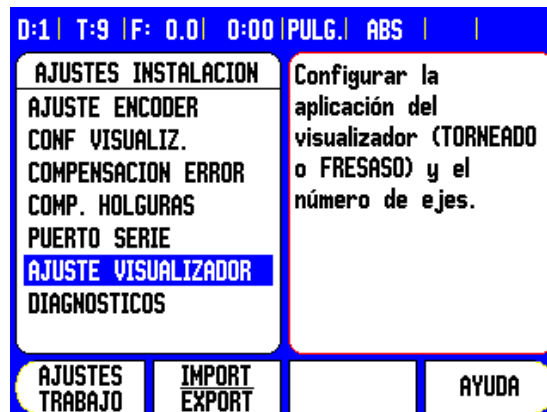 D:1| T:9 |F: 0.0| 0:00|PULG.| ABS | |
AJUSTES INSTALACION
AJUSTE ENCODER
CONF VISUALIZ.
COMPENSACION ERROR
COMP. HOLGURAS
PUERTO SERIE
AJUSTE VISUALIZADOR
DIAGNOSTICOS
Configurar la
aplicación del
visualizador (TORNEADO
o FRESASO) y el
número de ejes.
AJUSTES
TRABAJO
IMPORT
EXPORT
AYUDA